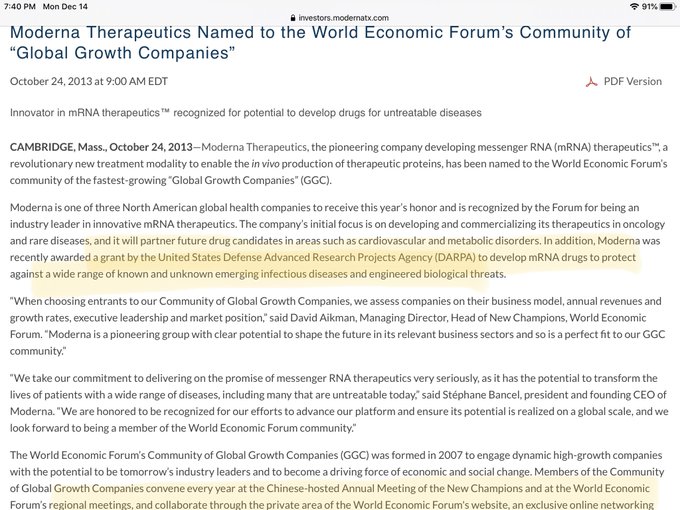 7:40 PM Mon Dec 14
91%
investors.modernatx.com
Moderna Therapeutics Named to the World Economic Forum's Community of
“Global Growth Companies”
October 24, 2013 at 9:00 AM EDT
PDF Version
Innovator in mRNA therapeutics™ recognized for potential to develop drugs for untreatable diseases
CAMBRIDGE, Mass., October 24, 2013—Moderna Therapeutics, the pioneering company developing messenger RNA (mRNA) therapeutics™, a
revolutionary new treatment modality to enable the in vivo production of therapeutic proteins, has been named to the World Economic Forum's
community of the fastest-growing “Global Growth Companies” (GGC).
Moderna is one of three North American global health companies to receive this year's honor and is recognized by the Forum for being an
industry leader in innovative mRNA therapeutics. The company's initial focus is on developing and commercializing its therapeutics in oncology
and rare diseases, and it will partner future drug candidates in areas such as cardiovascular and metabolic disorders. In addition, Moderna was
recently awarded a grant by the United States Defense Advanced Research Projects Agency (DARPA) to develop mRNA drugs to protect
against a wide range of known and unknown emerging infectious diseases and engineered biological threats.
“When choosing entrants to our Community of Global Growth Companies, we assess companies on their business model, annual revenues and
growth rates, executive leadership and market position,” said David Aikman, Managing Director, Head of New Champions, World Economic
Forum. “Moderna is a pioneering group with clear potential to shape the future in its relevant business sectors and so is a perfect fit to our GGC
community.”
“We take our commitment to delivering on the promise of messenger RNA therapeutics very seriously, as it has the potential to transform the
lives of patients with a wide range of diseases, including many that are untreatable today,” said Stéphane Bancel, president and founding CEO of
Moderna. “We are honored to be recognized for our efforts to advance our platform and ensure its potential is realized on a global scale, and we
look forward to being a member of the World Economic Forum community.”
The World Economic Forum's Community of Global Growth Companies (GGC) was formed in 2007 to engage dynamic high-growth companies
with the potential to be tomorrow's industry leaders and to become a driving force of economic and social change. Members of the Community
of Global Growth Companies convene every year at the Chinese-hosted Annual Meeting of the New Champions and at the World Economic
Forum's regional meetings, and collaborate through the private area of the World Economic Forum's website, an exclusive online networking